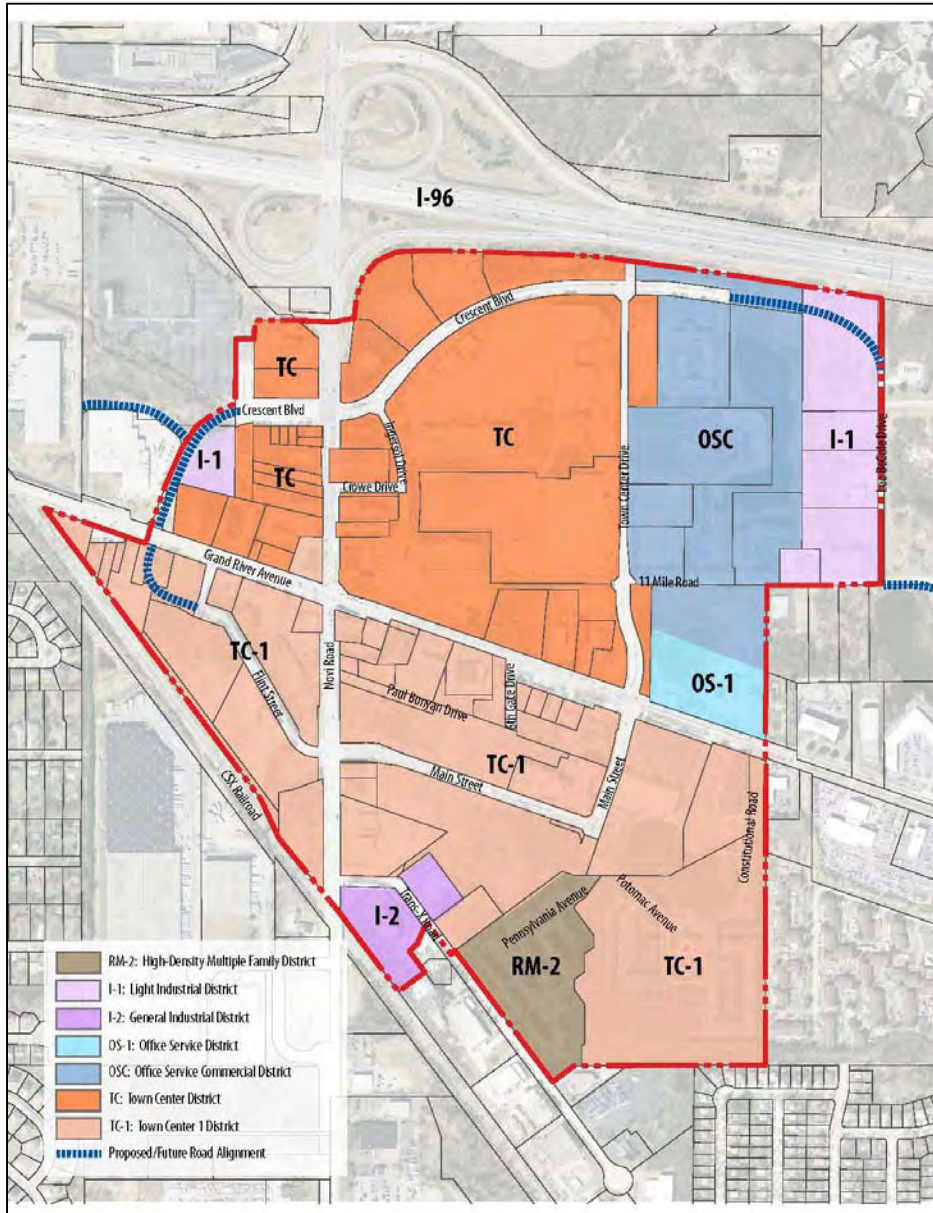 I-96
Crescent Blvd
TC
Crescent Blvd
I-1
TC
Ingersol Drive
Crowe Drive
TC
Town Center Drive
OSC
I-1
Grand River Avenue
11 Mile Road
TC-1
Flint Street
Novi Road
Paul Bunyan Drive
6th Gate Drive
OS-1
TC-1
Main Street
Main Street
CSX Railroad
Constitutional Road
Trans-X Road
I-2
Pennsylvania Avenue
Potomac Avenue
RM-2
TC-1
RM-2: High-Density Multiple Family District
I-1: Light Industrial District
I-2: General Industrial District
OS-1: Office Service District
OSC: Office Service Commercial District
TC: Town Center District
TC-1: Town Center 1 District
Proposed/Future Road Alignment